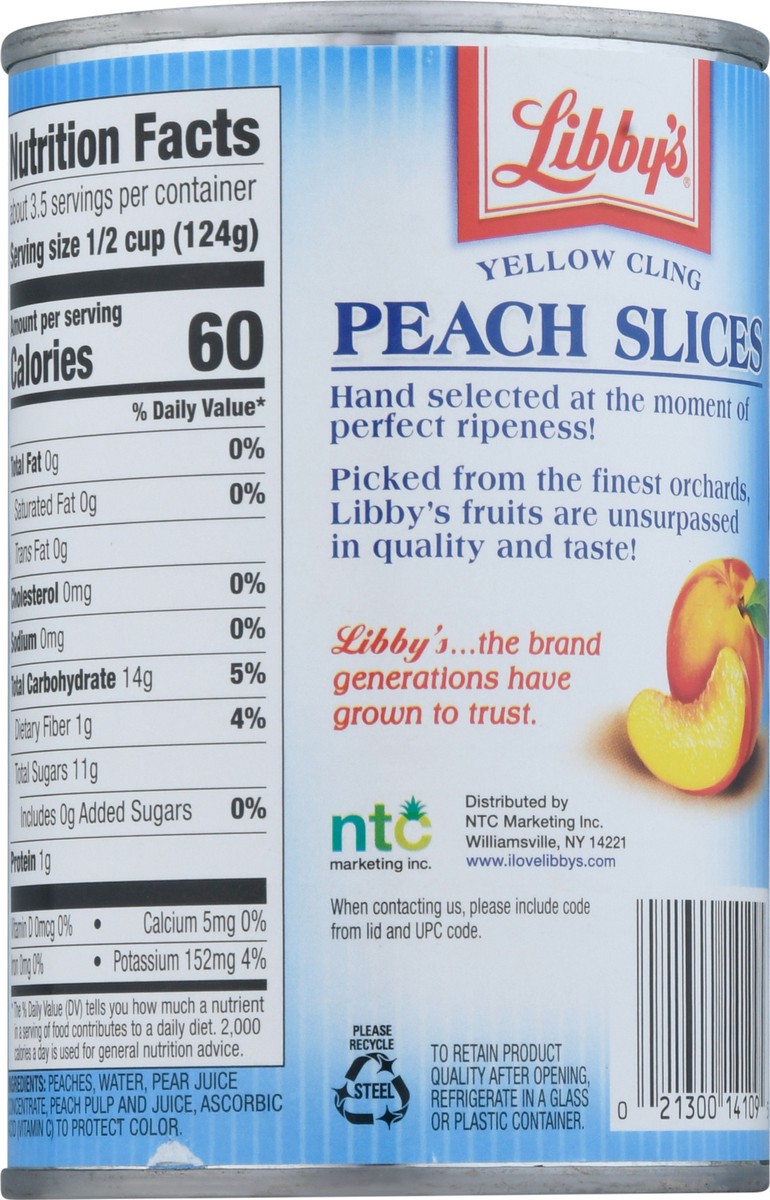 Nutrition Facts
about 3.5 servings per container
Serving size 1/2 cup (124g)
Amount per serving
Calories 60
% Daily Value*
Total Fat 0g 0%
Saturated Fat 0g 0%
Trans Fat 0g
Cholesterol 0mg 0%
Sodium 0mg 0%
Total Carbohydrate 14g 5%
Dietary Fiber 1g 4%
Total Sugars 11g
Includes 0g Added Sugars 0%
Protein 1g
Vitamin D 0mcg 0% • Calcium 5mg 0%
Iron 0mg 0% • Potassium 152mg 4%
*The % Daily Value (DV) tells you how much a nutrient
in a serving of food contributes to a daily diet. 2,000
calories a day is used for general nutrition advice.
INGREDIENTS: PEACHES, WATER, PEAR JUICE
CONCENTRATE, PEACH PULP AND JUICE, ASCORBIC
ACID (VITAMIN C) TO PROTECT COLOR.
Libby's®
YELLOW CLING
PEACH SLICES
Hand selected at the moment of
perfect ripeness!
Picked from the finest orchards,
Libby's fruits are unsurpassed
in quality and taste!
Libby's...the brand
generations have
grown to trust.
ntc
marketing inc.
Distributed by
NTC Marketing Inc.
Williamsville, NY 14221
www.ilovelibbys.com
When contacting us, please include code
from lid and UPC code.
PLEASE
RECYCLE
STEEL
TO RETAIN PRODUCT
QUALITY AFTER OPENING,
REFRIGERATE IN A GLASS
OR PLASTIC CONTAINER.
0 21300 14109